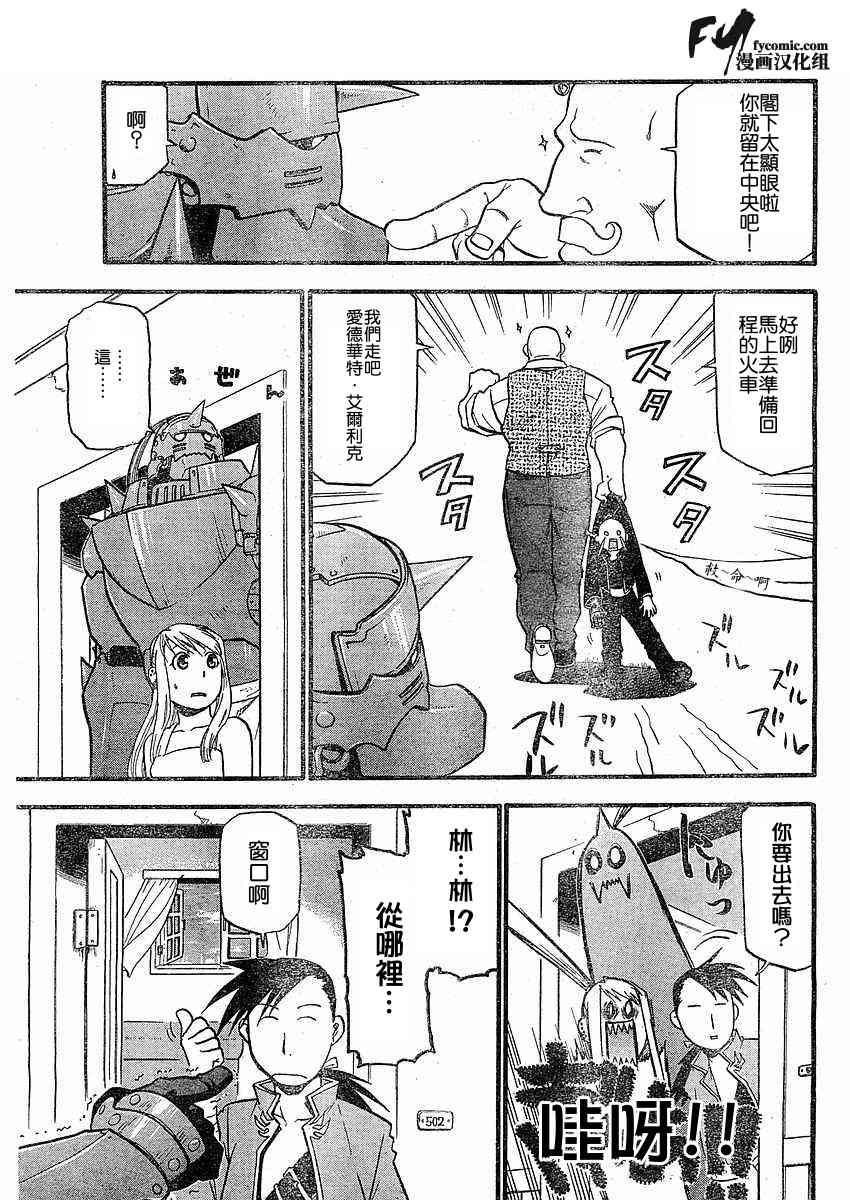 FY
fycomic.com
漫画汉化组
閣下太顯眼啦
你就留在中央吧！
啊？
好咧
馬上去準備回
程的火車
我們走吧
愛德華特．艾爾利克
スタ
スタ
スタ
救~命~啊
ズル
ズル
ズル
ズル
ズル
……
這……
あぜ
ん
你要出去嗎？
にゅっ
哇呀!!
林…林!?
從哪裡…
窗口啊
502